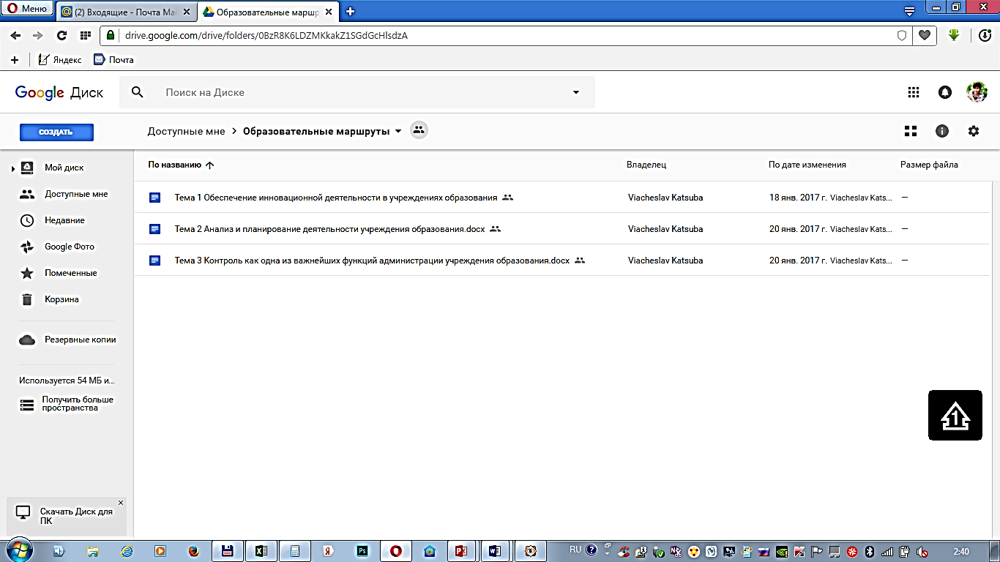 Меню
(2) Входящие - Почта Mai
Образовательные маршр
drive.google.com/drive/folders/0BzR8K6LDZMKkakZ1SGdGcHlsdzA
Яндекс
Почта
Google Диск
Поиск на Диске
СОЗДАТЬ
Доступные мне
Образовательные маршруты
Мой диск
Доступные мне
Недавние
Google Фото
Помеченные
Корзина
Резервные копии
Используется 54 МБ и...
Получить больше
пространства
Скачать Диск для
ПК
По названию Владелец По дате изменения Размер файла
Тема 1 Обеспечение инновационной деятельности в учреждениях образования Viacheslav Katsuba 18 янв. 2017 г. Viacheslav Kats... —
Тема 2 Анализ и планирование деятельности учреждения образования.docx Viacheslav Katsuba 20 янв. 2017 г. Viacheslav Kats... —
Тема 3 Контроль как одна из важнейших функций администрации учреждения образования.docx Viacheslav Katsuba 20 янв. 2017 г. Viacheslav Kats... —
1
Я
Ps
RU
2:40